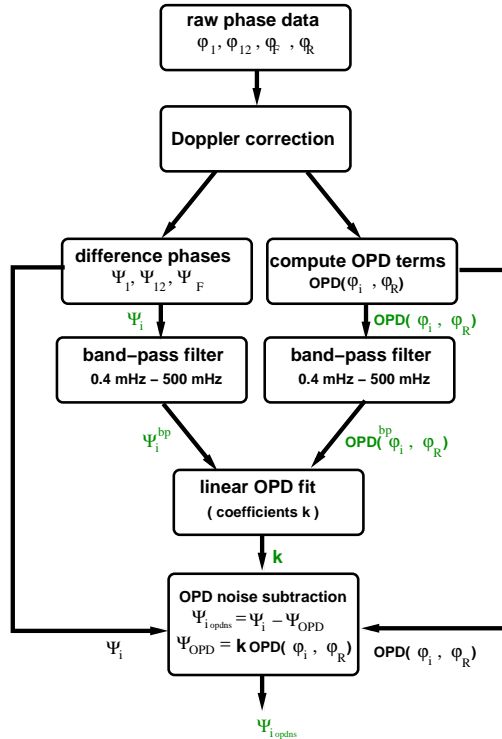 raw phase data
φ1, φ12, φF, φR
Doppler correction
difference phases
Ψ1, Ψ12, ΨF
compute OPD terms
OPD(φi, φR)
Ψi
OPD( φi, φR)
band−pass filter
0.4 mHz − 500 mHz
band−pass filter
0.4 mHz − 500 mHz
Ψi^bp
OPD^bp( φi, φR)
linear OPD fit
( coefficients k )
k
OPD noise subtraction
Ψi opdns = Ψi − ΨOPD
ΨOPD = k OPD( φi, φR)
Ψi
OPD( φi, φR)
Ψi opdns